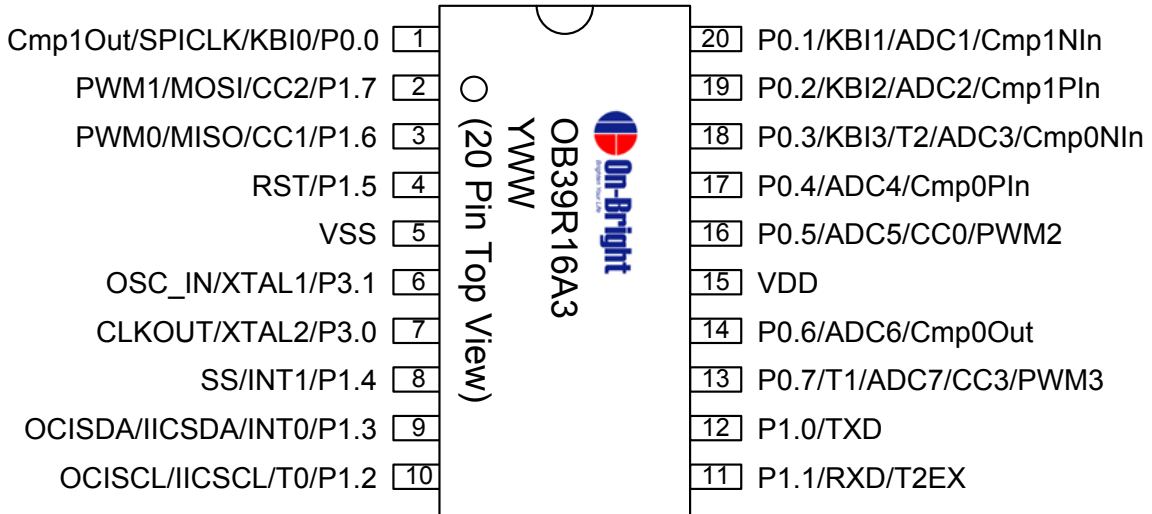 Cmp1Out/SPICLK/KBI0/P0.0 1
PWM1/MOSI/CC2/P1.7 2
PWM0/MISO/CC1/P1.6 3
RST/P1.5 4
VSS 5
OSC_IN/XTAL1/P3.1 6
CLKOUT/XTAL2/P3.0 7
SS/INT1/P1.4 8
OCISDA/IICSDA/INT0/P1.3 9
OCISCL/IICSCL/T0/P1.2 10
On-Bright
Brighten Your Life
OB39R16A3
YWW
(20 Pin Top View)
20 P0.1/KBI1/ADC1/Cmp1NIn
19 P0.2/KBI2/ADC2/Cmp1PIn
18 P0.3/KBI3/T2/ADC3/Cmp0NIn
17 P0.4/ADC4/Cmp0PIn
16 P0.5/ADC5/CC0/PWM2
15 VDD
14 P0.6/ADC6/Cmp0Out
13 P0.7/T1/ADC7/CC3/PWM3
12 P1.0/TXD
11 P1.1/RXD/T2EX